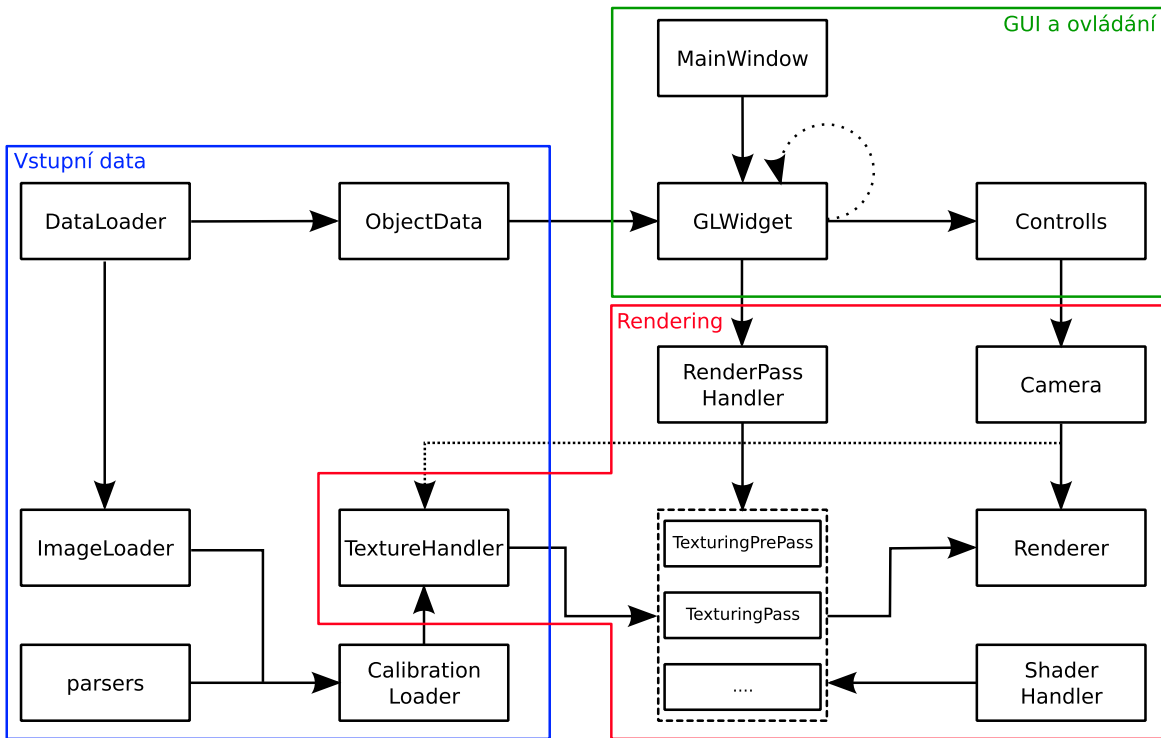 GUI a ovládání
MainWindow
Vstupní data
DataLoader
ObjectData
GLWidget
Controlls
Rendering
RenderPass
Handler
Camera
ImageLoader
TextureHandler
TexturingPrePass
TexturingPass
....
Renderer
parsers
Calibration
Loader
Shader
Handler